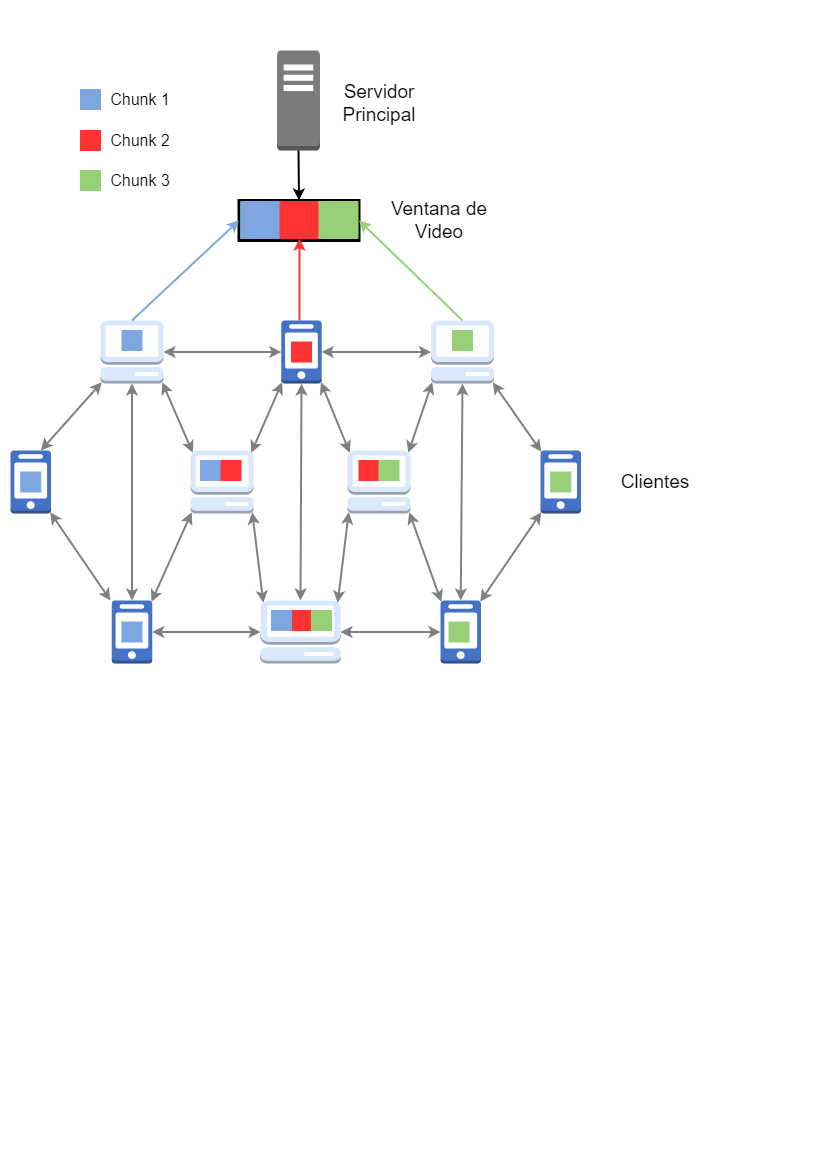 Servidor
Principal
Chunk 1
Chunk 2
Chunk 3
Ventana de
Video
Clientes